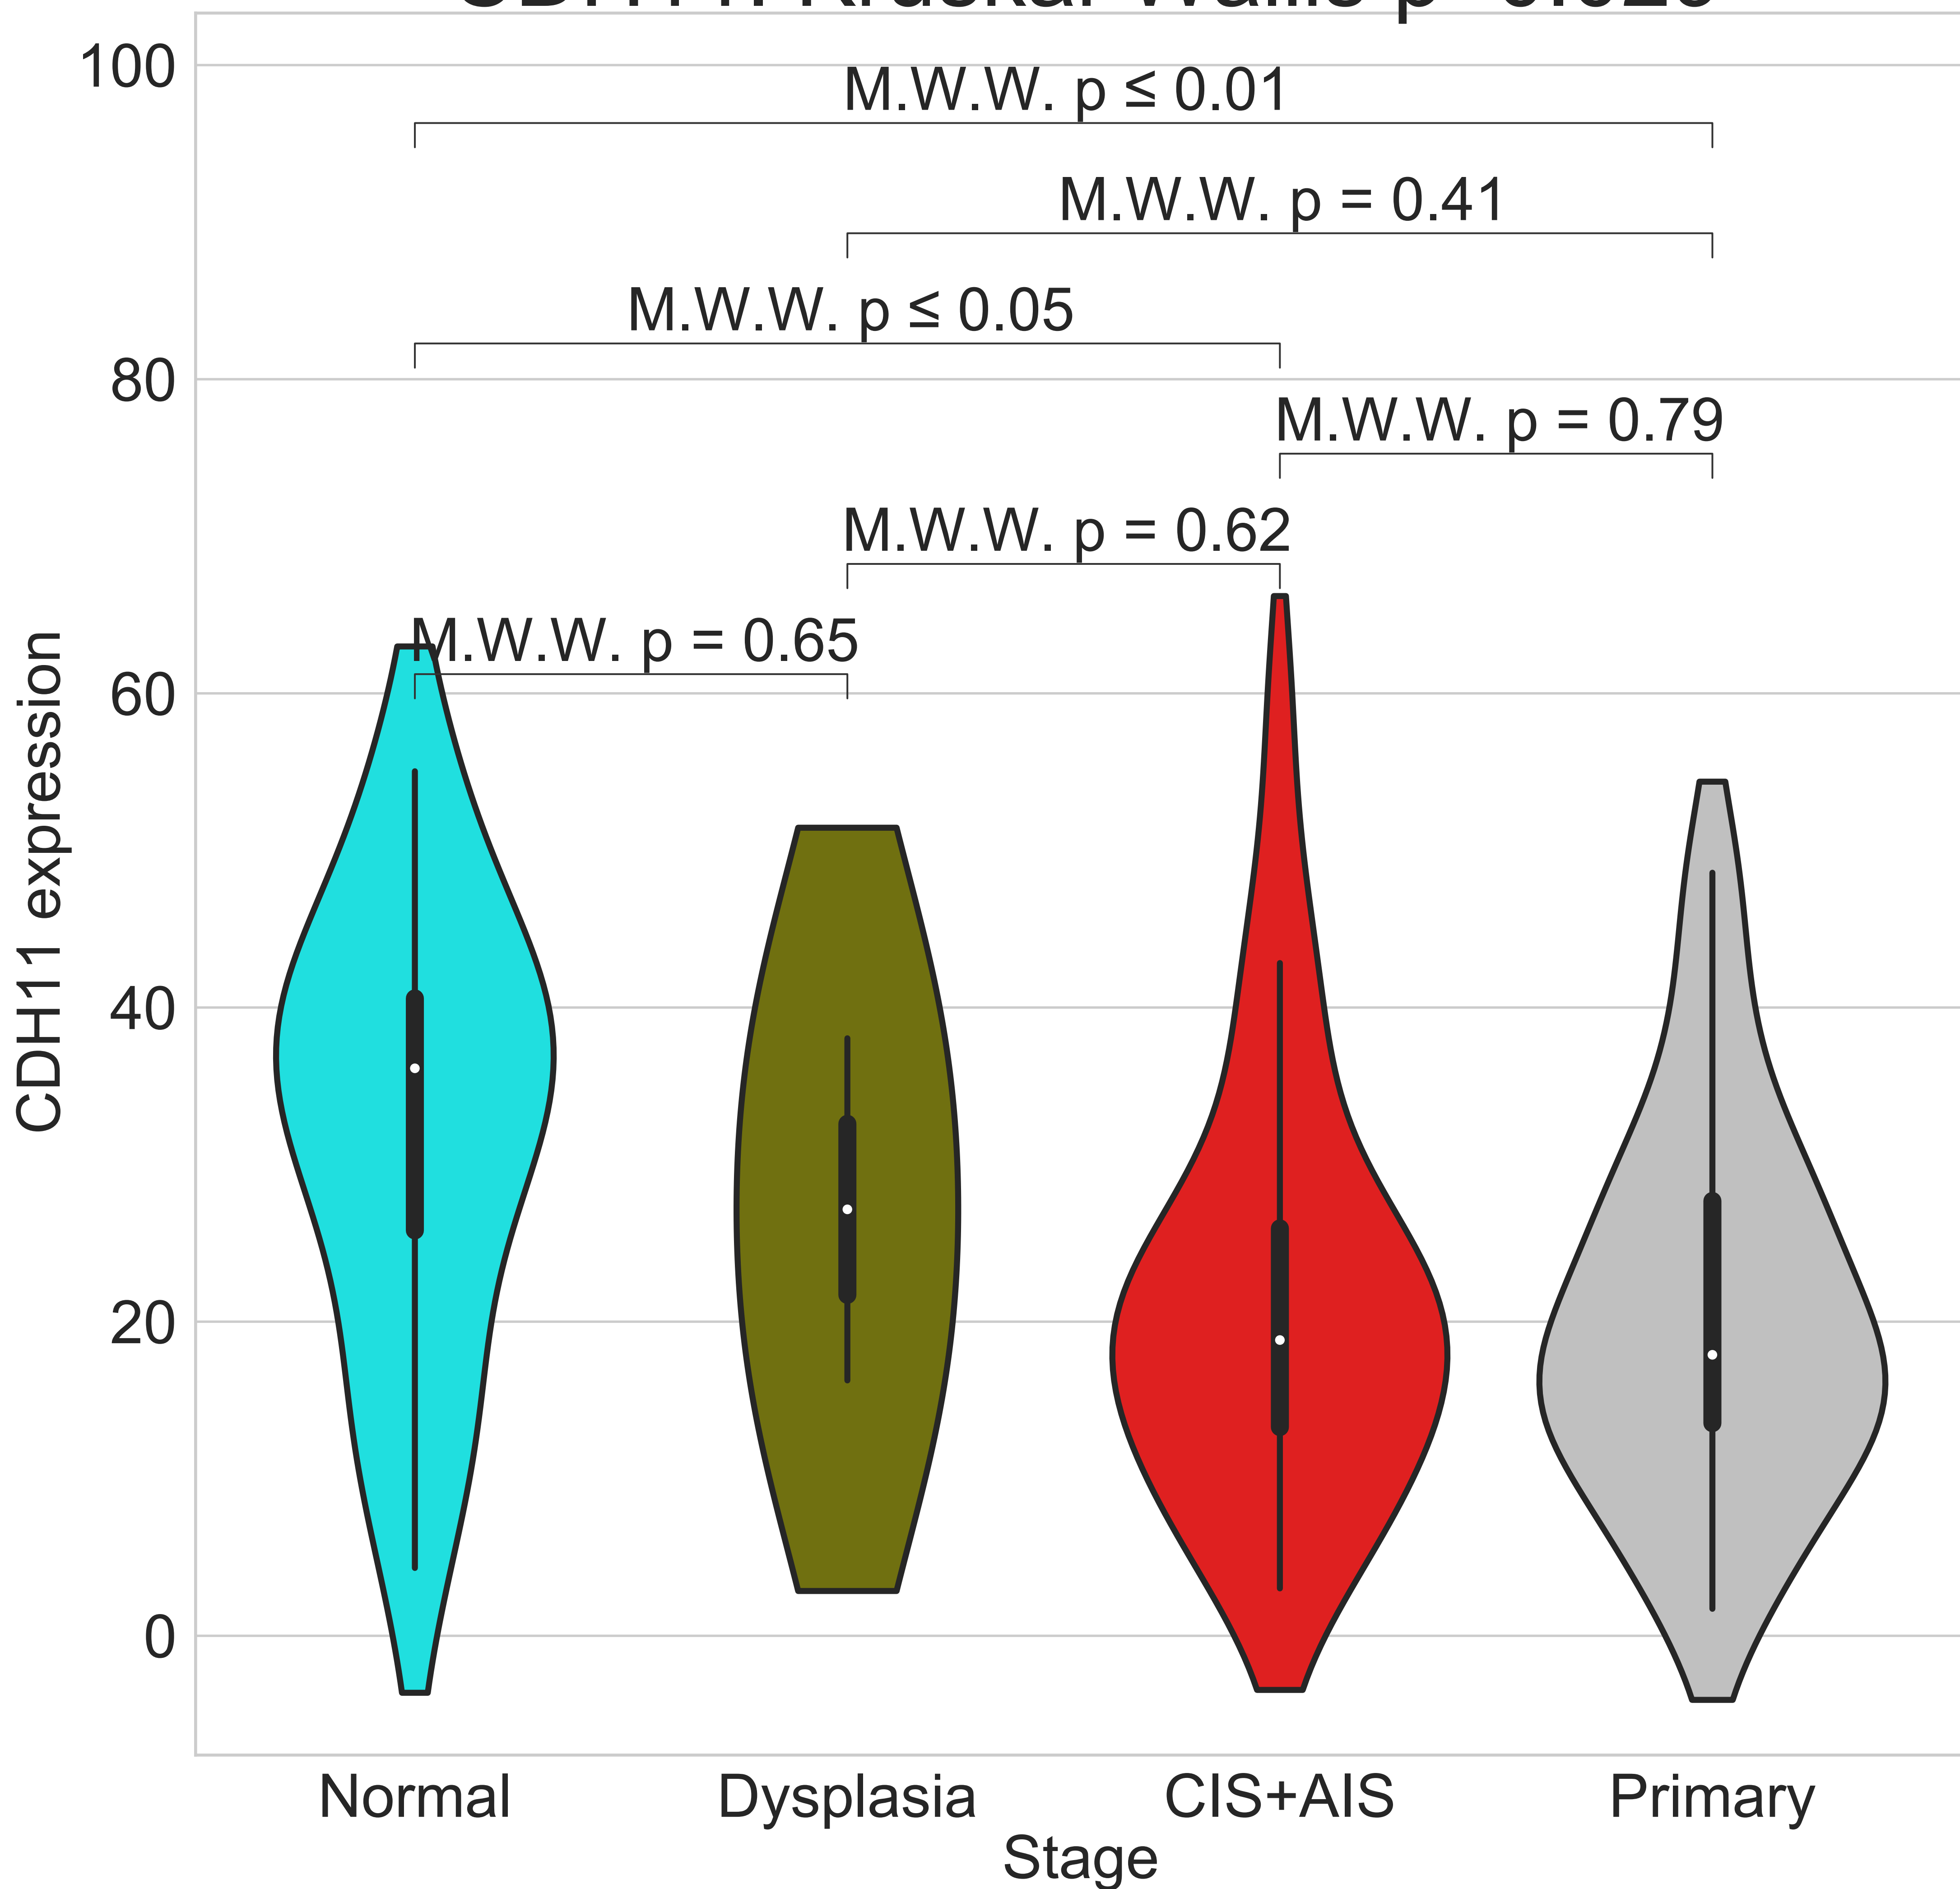 100
M.W.W. p ≤ 0.01
M.W.W. p = 0.41
M.W.W. p ≤ 0.05
80
M.W.W. p = 0.79
M.W.W. p = 0.62
M.W.W. p = 0.65
60
CDH11 expression
40
20
0
Normal Dysplasia CIS+AIS Primary
Stage